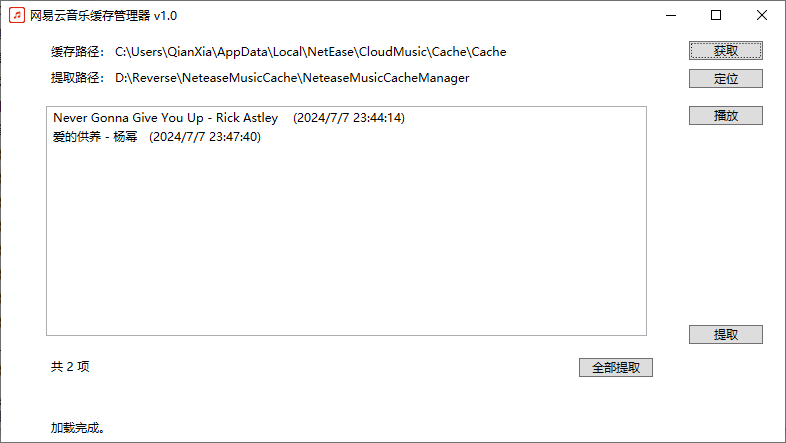 网易云音乐缓存管理器 v1.0
缓存路径： C:\Users\QianXia\AppData\Local\NetEase\CloudMusic\Cache\Cache
获取
提取路径： D:\Reverse\NeteaseMusicCache\NeteaseMusicCacheManager
定位
播放
Never Gonna Give You Up - Rick Astley (2024/7/7 23:44:14)
爱的供养 - 杨幂 (2024/7/7 23:47:40)
提取
共 2 项
全部提取
加载完成。